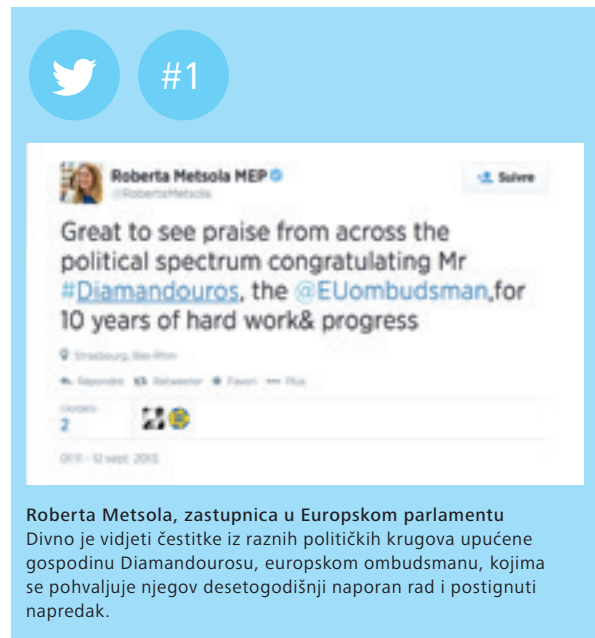 #1
Roberta Metsola MEP
@RobertaMetsola
Suivre
Great to see praise from across the
political spectrum congratulating Mr
#Diamandouros, the @EUombudsman,for
10 years of hard work& progress
Strasbourg, Bas-Rhin
Répondre Retweeter Favori Plus
FAVORIS
2
12 sept. 2013
Roberta Metsola, zastupnica u Europskom parlamentu
Divno je vidjeti čestitke iz raznih političkih krugova upućene
gospodinu Diamandourosu, europskom ombudsmanu, kojima
se pohvaljuje njegov desetogodišnji naporan rad i postignuti
napredak.